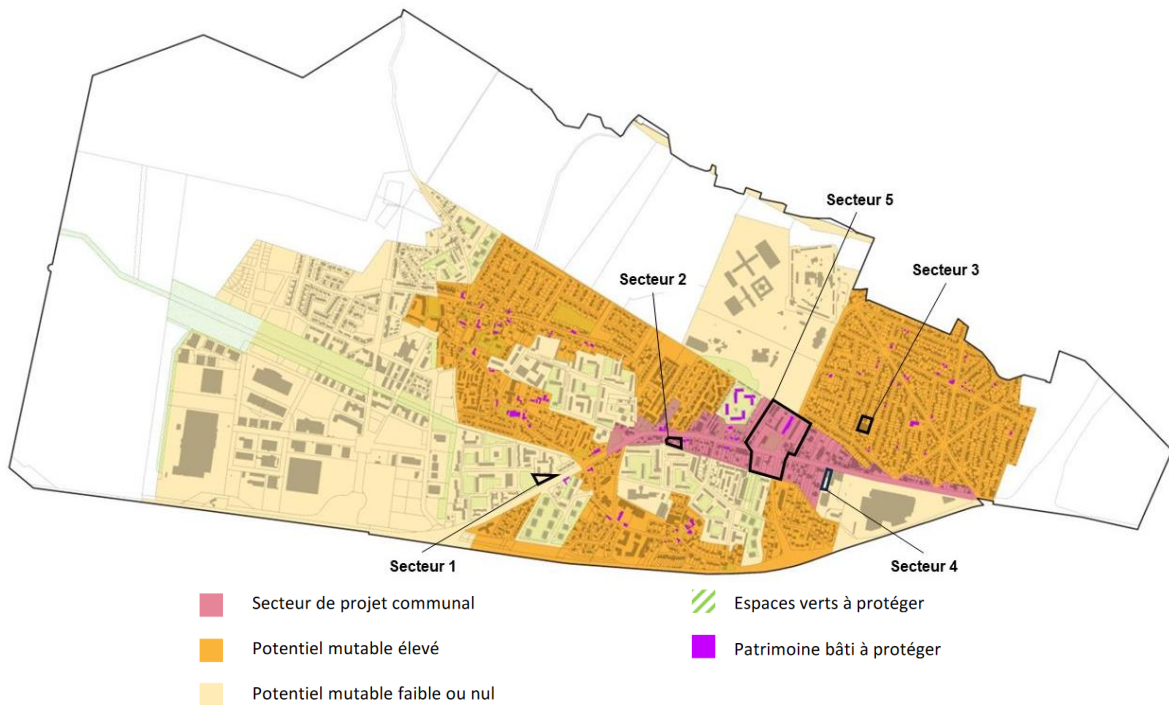 Secteur 5
Secteur 3
Secteur 2
Secteur 1
Secteur 4
Secteur de projet communal
Espaces verts à protéger
Potentiel mutable élevé
Patrimoine bâti à protéger
Potentiel mutable faible ou nul